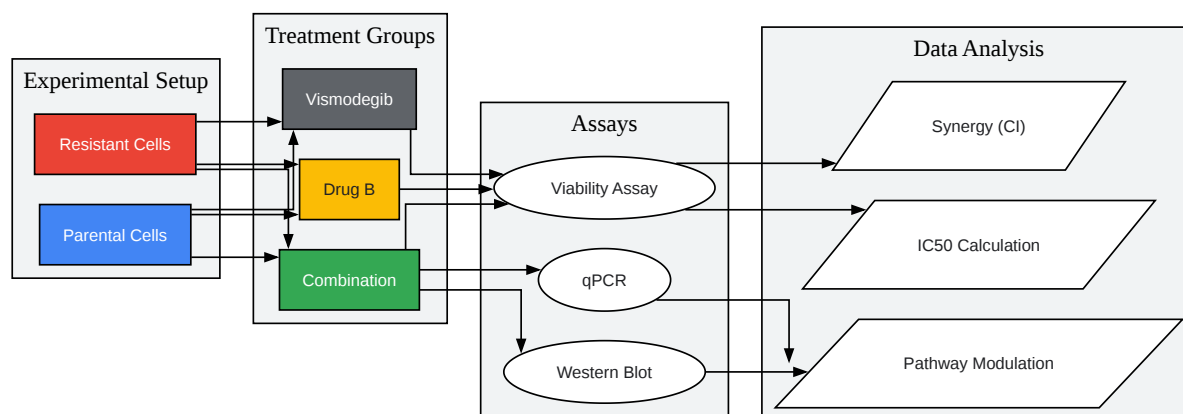 Experimental Setup
Resistant Cells
Parental Cells
Treatment Groups
Vismodegib
Drug B
Combination
Assays
Viability Assay
qPCR
Western Blot
Data Analysis
Synergy (CI)
IC50 Calculation
Pathway Modulation